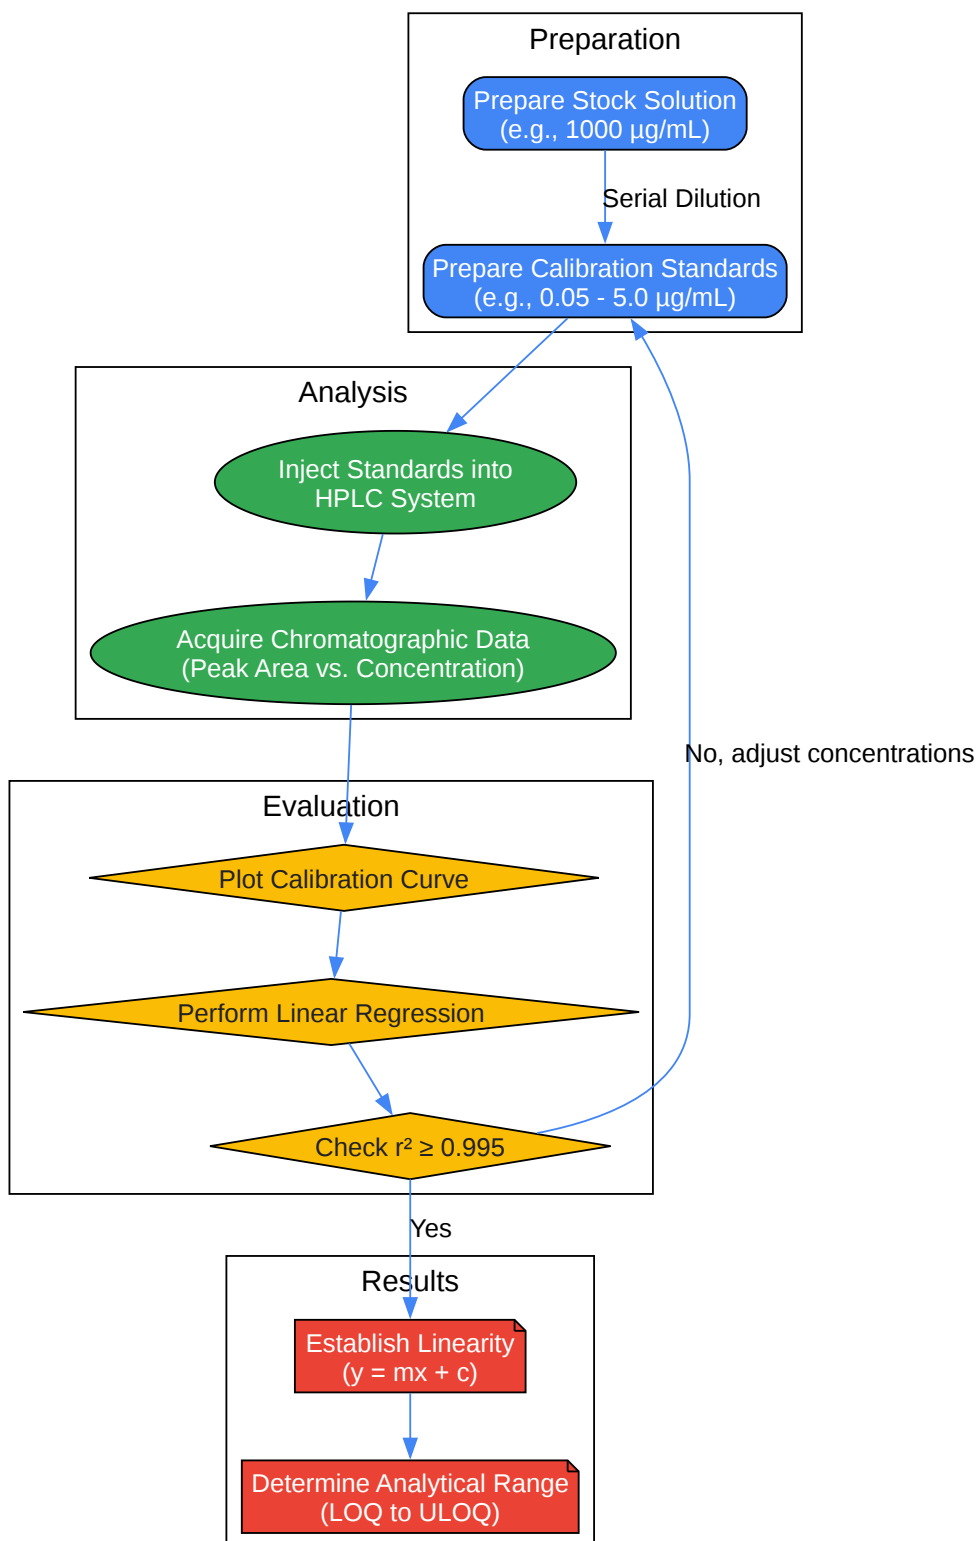 Preparation
Prepare Stock Solution
(e.g., 1000 µg/mL)
Serial Dilution
Prepare Calibration Standards
(e.g., 0.05 - 5.0 µg/mL)
Analysis
Inject Standards into
HPLC System
Acquire Chromatographic Data
(Peak Area vs. Concentration)
No, adjust concentrations
Evaluation
Plot Calibration Curve
Perform Linear Regression
Check r² ≥ 0.995
Yes
Results
Establish Linearity
(y = mx + c)
Determine Analytical Range
(LOQ to ULOQ)